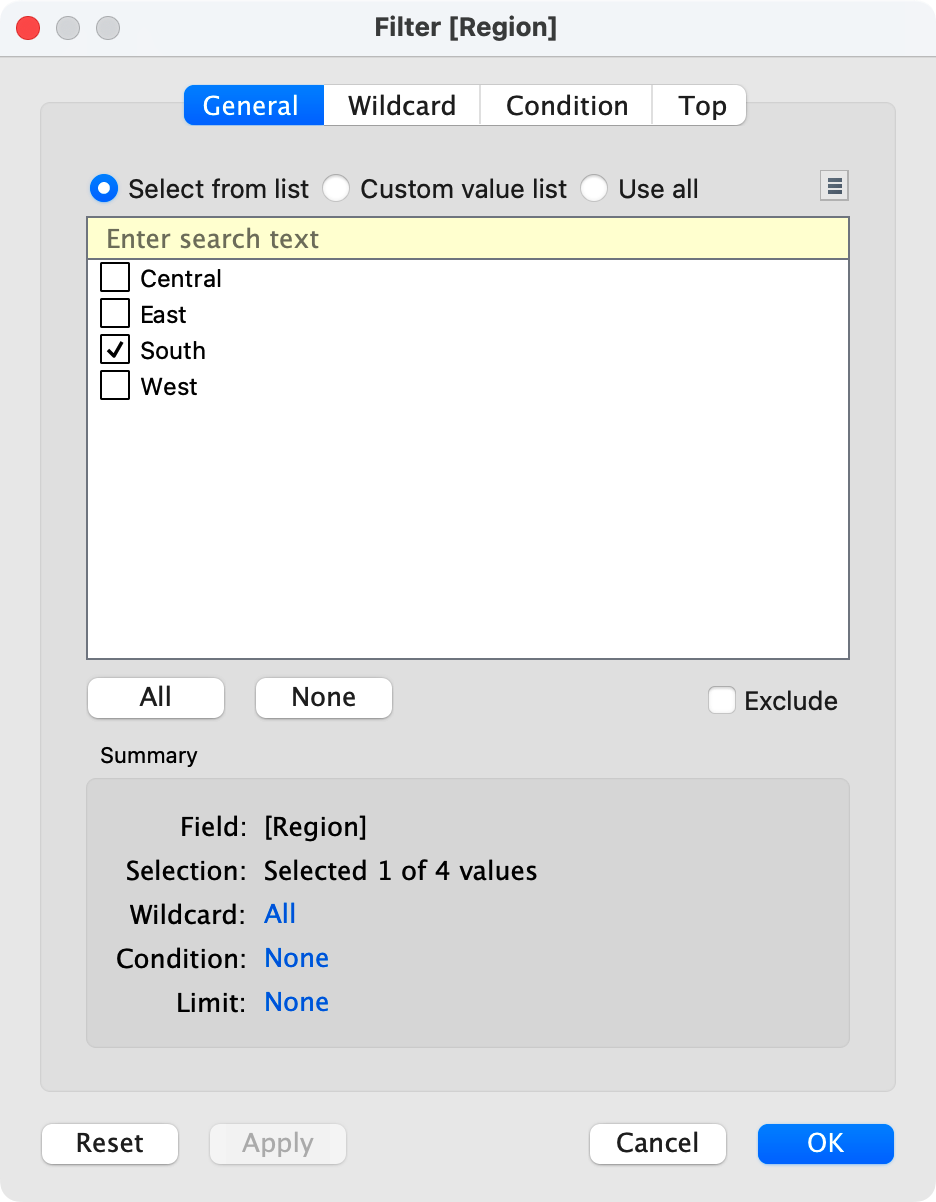 Filter [Region]
General Wildcard Condition Top
Select from list Custom value list Use all
Enter search text
Central
East
South
West
All None Exclude
Summary
Field: [Region]
Selection: Selected 1 of 4 values
Wildcard: All
Condition: None
Limit: None
Reset Apply Cancel OK